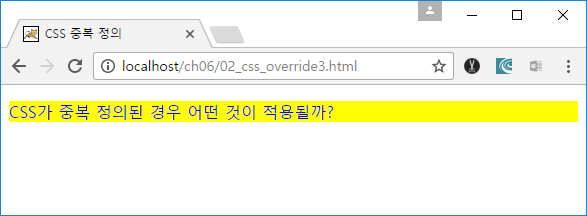 CSS 중복 정의
localhost/ch06/02_css_override3.html
CSS가 중복 정의된 경우 어떤 것이 적용될까?